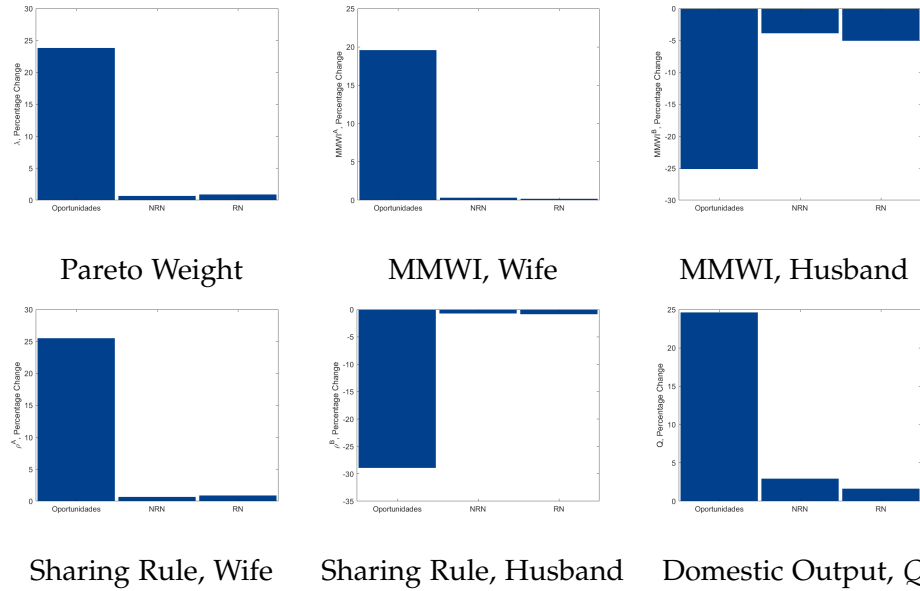 30
25
20
15
10
5
0
λ, Percentage Change
Oportunidades NRN RN
Pareto Weight
25
20
15
10
5
0
MMWI^A, Percentage Change
Oportunidades NRN RN
MMWI, Wife
0
-5
-10
-15
-20
-25
-30
MMWI^B, Percentage Change
Oportunidades NRN RN
MMWI, Husband
30
25
20
15
10
5
0
ρ^A, Percentage Change
Oportunidades NRN RN
Sharing Rule, Wife
0
-5
-10
-15
-20
-25
-30
-35
ρ^B, Percentage Change
Oportunidades NRN RN
Sharing Rule, Husband
25
20
15
10
5
0
Q, Percentage Change
Oportunidades NRN RN
Domestic Output, Q